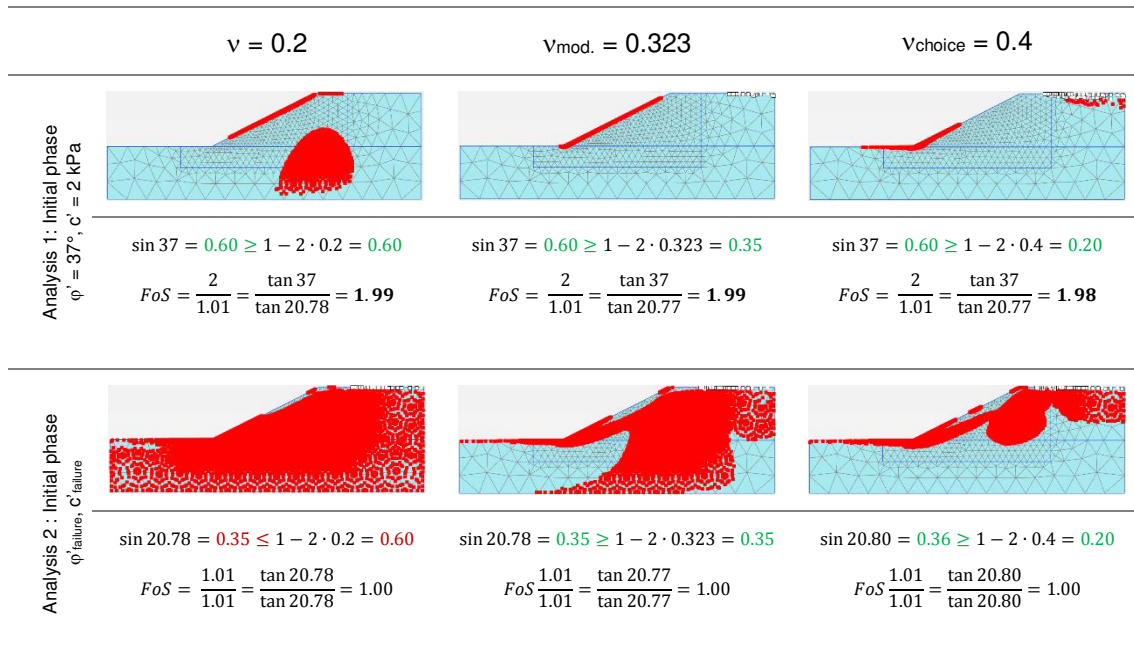 ν = 0.2
νmod. = 0.323
νchoice = 0.4
Analysis 1: Initial phase
φ' = 37°, c' = 2 kPa
sin 37 = 0.60 ≥ 1 − 2 · 0.2 = 0.60
sin 37 = 0.60 ≥ 1 − 2 · 0.323 = 0.35
sin 37 = 0.60 ≥ 1 − 2 · 0.4 = 0.20
FoS = 2/1.01 = tan 37/tan 20.78 = 1.99
FoS = 2/1.01 = tan 37/tan 20.77 = 1.99
FoS = 2/1.01 = tan 37/tan 20.77 = 1.98
Analysis 2 : Initial phase
φ'failure, c'failure
sin 20.78 = 0.35 ≤ 1 − 2 · 0.2 = 0.60
sin 20.78 = 0.35 ≥ 1 − 2 · 0.323 = 0.35
sin 20.80 = 0.36 ≥ 1 − 2 · 0.4 = 0.20
FoS = 1.01/1.01 = tan 20.78/tan 20.78 = 1.00
FoS 1.01/1.01 = tan 20.77/tan 20.77 = 1.00
FoS 1.01/1.01 = tan 20.80/tan 20.80 = 1.00